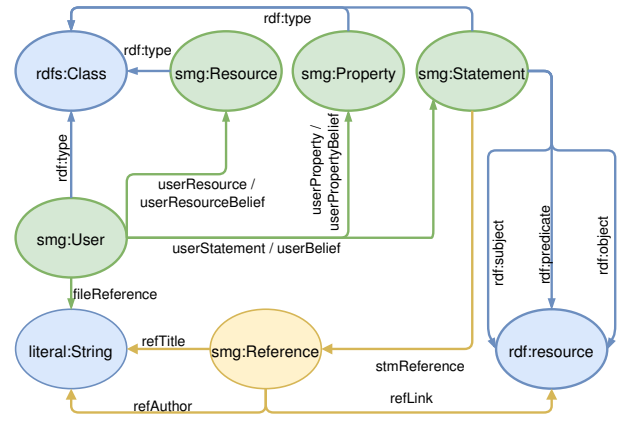 rdf:type
rdf:type
rdfs:Class
smg:Resource
smg:Property
smg:Statement
rdf:type
userResource /
userResourceBelief
userProperty /
userPropertyBelief
smg:User
userStatement / userBelief
rdf:subject
rdf:predicate
rdf:object
fileReference
literal:String
refTitle
smg:Reference
stmReference
rdf:resource
refAuthor
refLink